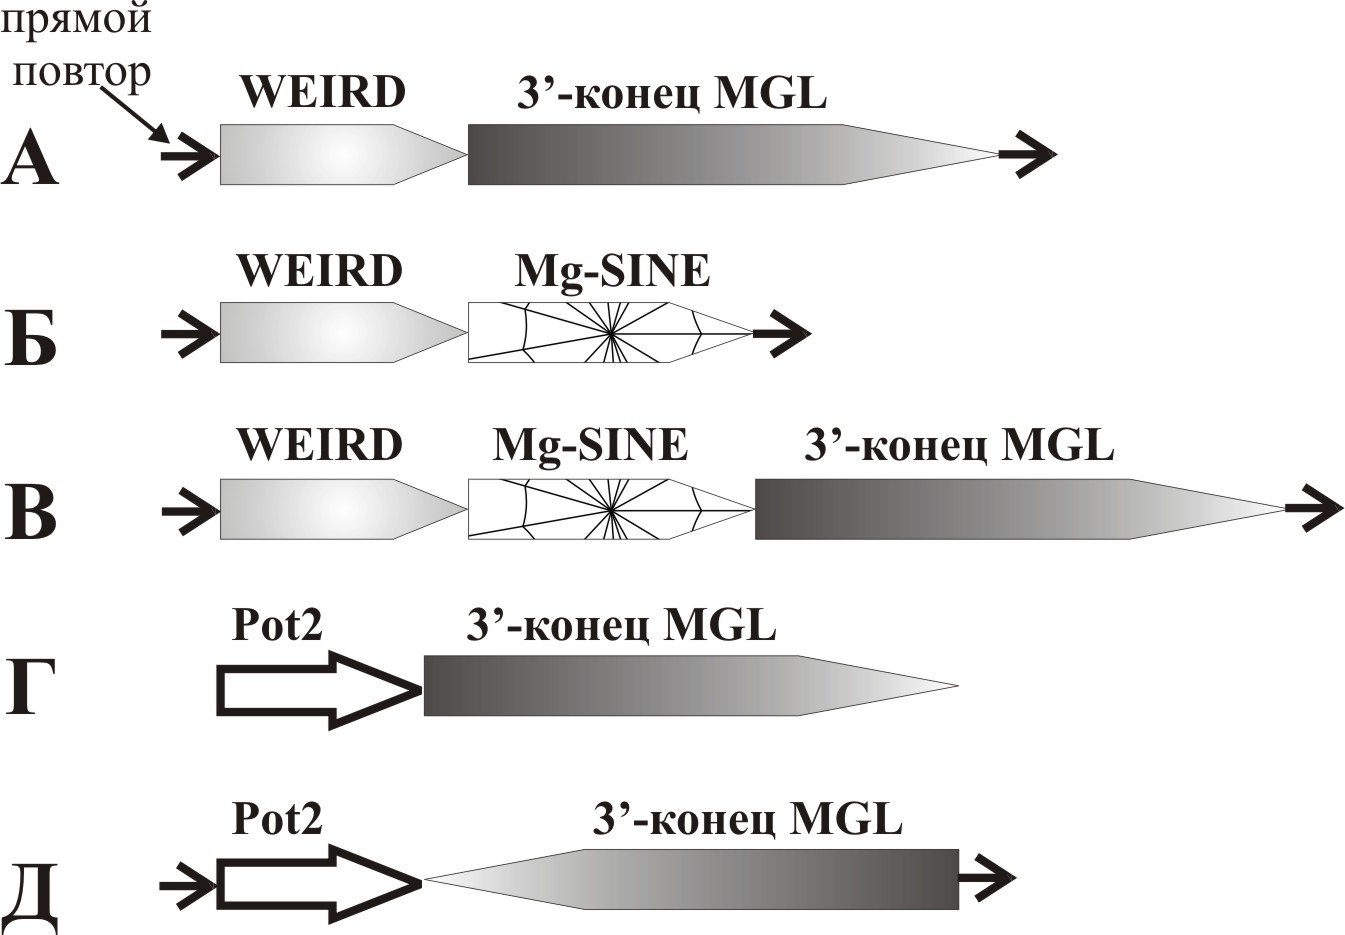 прямой
повтор
WEIRD 3’-конец MGL
А
WEIRD Mg-SINE
Б
WEIRD Mg-SINE 3’-конец MGL
В
Pot2 3’-конец MGL
Г
Pot2 3’-конец MGL
Д